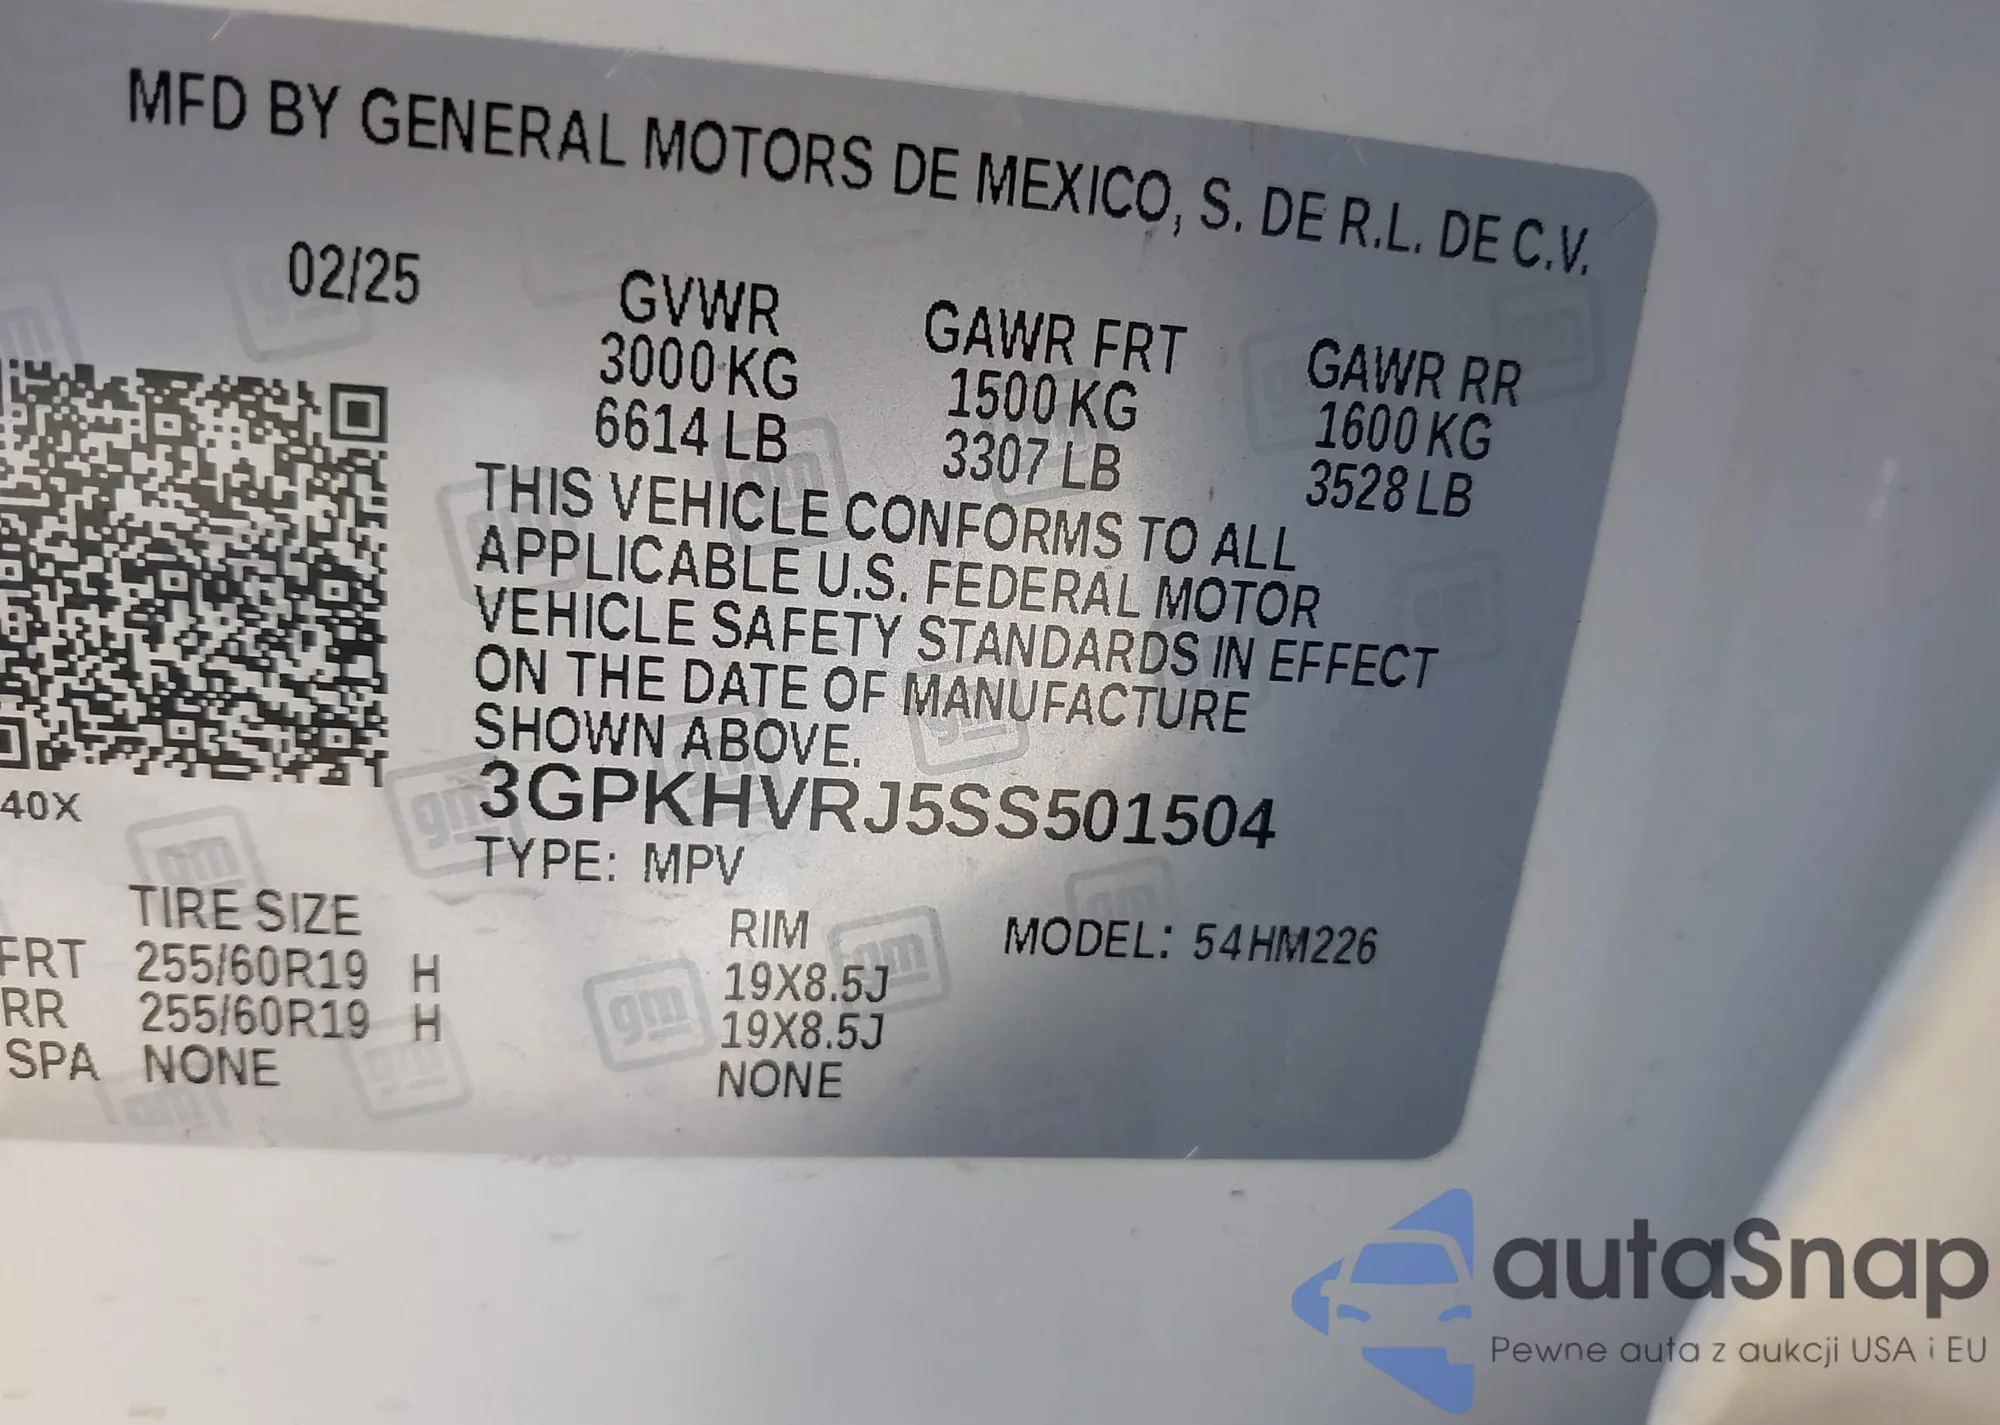 MFD BY GENERAL MOTORS DE MEXICO, S. DE R.L. DE C.V.
02/25 GVWR GAWR FRT GAWR RR
3000 KG 1500 KG 1600 KG
6614 LB 3307 LB 3528 LB
THIS VEHICLE CONFORMS TO ALL
APPLICABLE U.S. FEDERAL MOTOR
VEHICLE SAFETY STANDARDS IN EFFECT
ON THE DATE OF MANUFACTURE
SHOWN ABOVE.
40X
3GPKHVRJ5SS501504
TYPE: MPV
TIRE SIZE RIM MODEL: 54HM226
FRT 255/60R19 H 19X8.5J
RR 255/60R19 H 19X8.5J
SPA NONE NONE
gm
autaSnap
Pewne auta z aukcji USA i EU